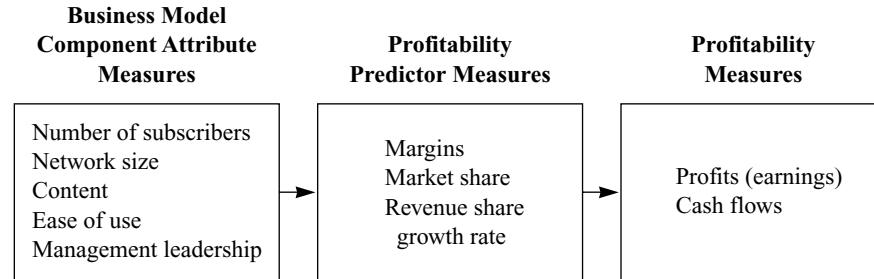 Business Model
Component Attribute
Measures
Number of subscribers
Network size
Content
Ease of use
Management leadership
Profitability
Predictor Measures
Margins
Market share
Revenue share
growth rate
Profitability
Measures
Profits (earnings)
Cash flows